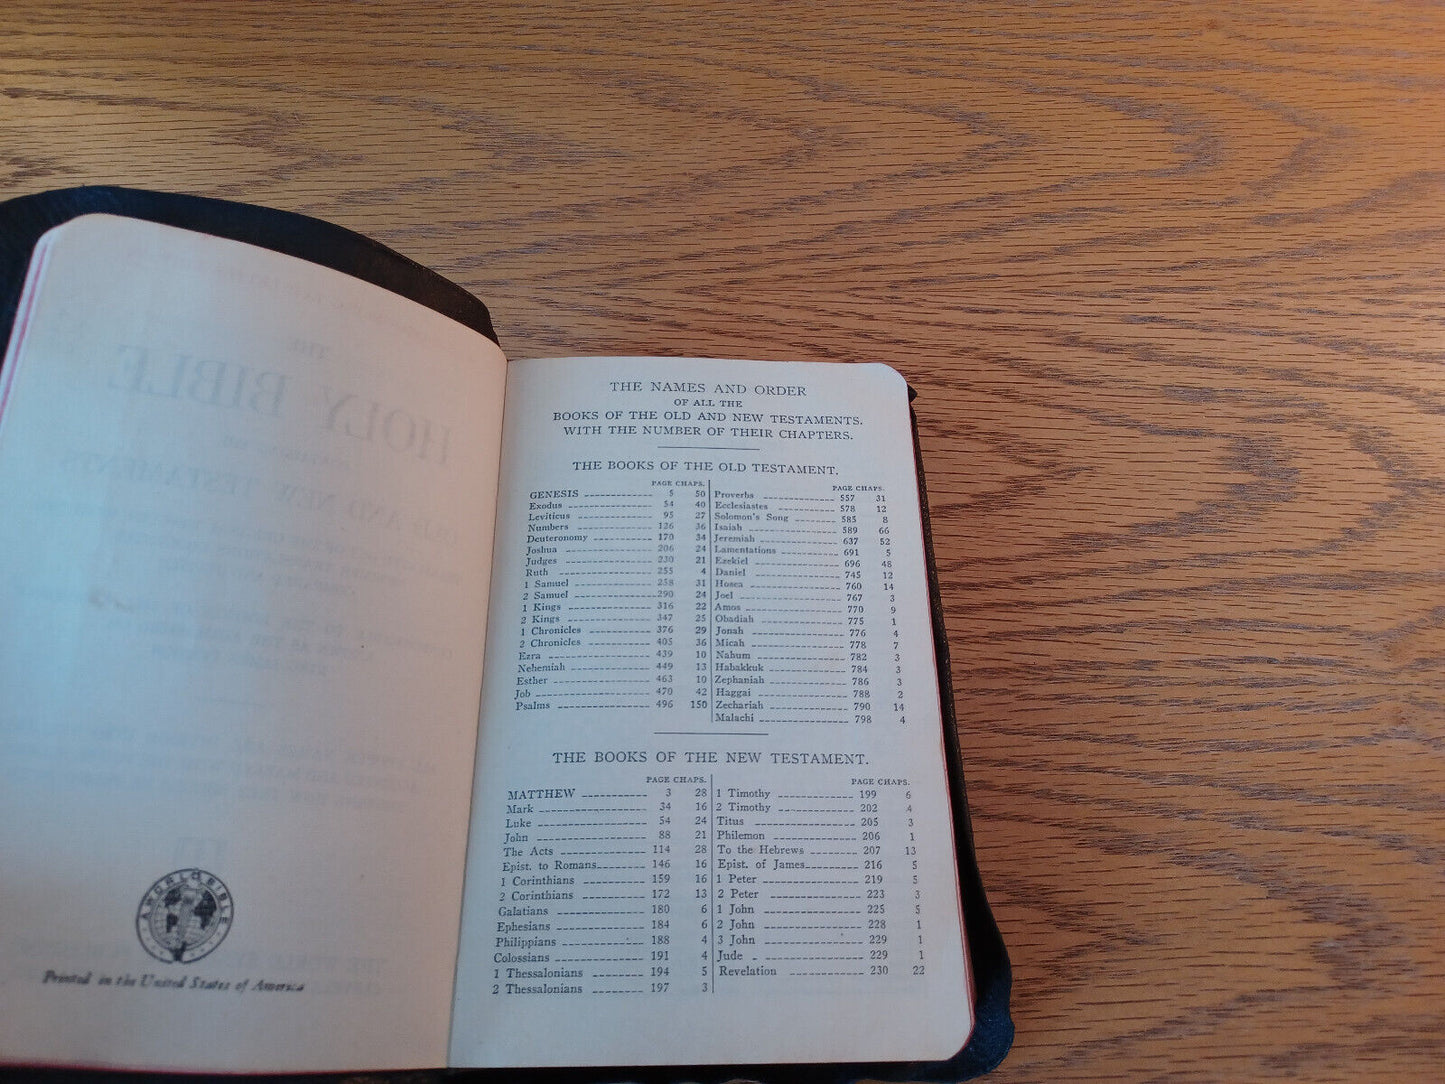 A WORLD BIBLE
Printed in the United States of America
THE NAMES AND ORDER
OF ALL THE
BOOKS OF THE OLD AND NEW TESTAMENTS.
WITH THE NUMBER OF THEIR CHAPTERS.
THE BOOKS OF THE OLD TESTAMENT.
PAGE CHAPS.
GENESIS 5 50
Exodus 54 40
Leviticus 95 27
Numbers 126 36
Deuteronomy 170 34
Joshua 206 24
Judges 230 21
Ruth 255 4
1 Samuel 258 31
2 Samuel 290 24
1 Kings 316 22
2 Kings 347 25
1 Chronicles 376 29
2 Chronicles 405 36
Ezra 439 10
Nehemiah 449 13
Esther 463 10
Job 470 42
Psalms 496 150
PAGE CHAPS.
Proverbs 557 31
Ecclesiastes 578 12
Solomon's Song 585 8
Isaiah 589 66
Jeremiah 637 52
Lamentations 691 5
Ezekiel 696 48
Daniel 745 12
Hosea 760 14
Joel 767 3
Amos 770 9
Obadiah 775 1
Jonah 776 4
Micah 778 7
Nahum 782 3
Habakkuk 784 3
Zephaniah 786 3
Haggai 788 2
Zechariah 790 14
Malachi 798 4
THE BOOKS OF THE NEW TESTAMENT.
PAGE CHAPS.
MATTHEW 3 28
Mark 34 16
Luke 54 24
John 88 21
The Acts 114 28
Epist. to Romans 146 16
1 Corinthians 159 16
2 Corinthians 172 13
Galatians 180 6
Ephesians 184 6
Philippians 188 4
Colossians 191 4
1 Thessalonians 194 5
2 Thessalonians 197 3
PAGE CHAPS.
1 Timothy 199 6
2 Timothy 202 4
Titus 205 3
Philemon 206 1
To the Hebrews 207 13
Epist. of James 216 5
1 Peter 219 5
2 Peter 223 3
1 John 225 5
2 John 228 1
3 John 229 1
Jude 229 1
Revelation 230 22